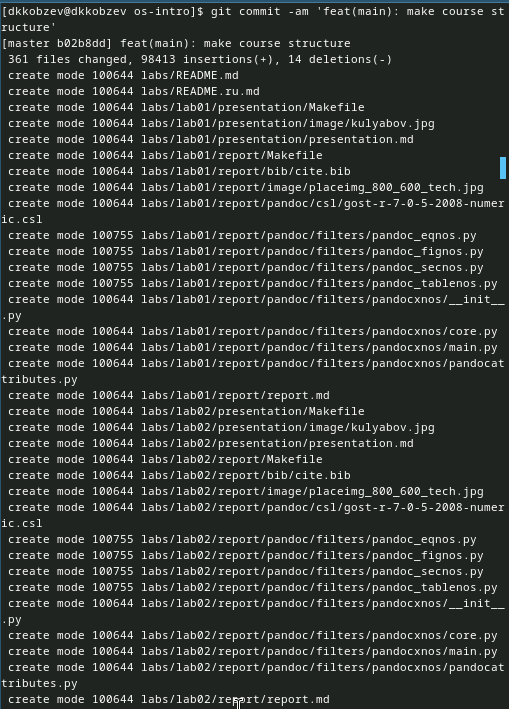 [dkkobzev@dkkobzev os-intro]$ git commit -am 'feat(main): make course st
ructure'
[master b02b8dd] feat(main): make course structure
 361 files changed, 98413 insertions(+), 14 deletions(-)
 create mode 100644 labs/README.md
 create mode 100644 labs/README.ru.md
 create mode 100644 labs/lab01/presentation/Makefile
 create mode 100644 labs/lab01/presentation/image/kulyabov.jpg
 create mode 100644 labs/lab01/presentation/presentation.md
 create mode 100644 labs/lab01/report/Makefile
 create mode 100644 labs/lab01/report/bib/cite.bib
 create mode 100644 labs/lab01/report/image/placeimg_800_600_tech.jpg
 create mode 100644 labs/lab01/report/pandoc/csl/gost-r-7-0-5-2008-numer
ic.csl
 create mode 100755 labs/lab01/report/pandoc/filters/pandoc_eqnos.py
 create mode 100755 labs/lab01/report/pandoc/filters/pandoc_fignos.py
 create mode 100755 labs/lab01/report/pandoc/filters/pandoc_secnos.py
 create mode 100755 labs/lab01/report/pandoc/filters/pandoc_tablenos.py
 create mode 100644 labs/lab01/report/pandoc/filters/pandocxnos/__init__
.py
 create mode 100644 labs/lab01/report/pandoc/filters/pandocxnos/core.py
 create mode 100644 labs/lab01/report/pandoc/filters/pandocxnos/main.py
 create mode 100644 labs/lab01/report/pandoc/filters/pandocxnos/pandocat
tributes.py
 create mode 100644 labs/lab01/report/report.md
 create mode 100644 labs/lab02/presentation/Makefile
 create mode 100644 labs/lab02/presentation/image/kulyabov.jpg
 create mode 100644 labs/lab02/presentation/presentation.md
 create mode 100644 labs/lab02/report/Makefile
 create mode 100644 labs/lab02/report/bib/cite.bib
 create mode 100644 labs/lab02/report/image/placeimg_800_600_tech.jpg
 create mode 100644 labs/lab02/report/pandoc/csl/gost-r-7-0-5-2008-numer
ic.csl
 create mode 100755 labs/lab02/report/pandoc/filters/pandoc_eqnos.py
 create mode 100755 labs/lab02/report/pandoc/filters/pandoc_fignos.py
 create mode 100755 labs/lab02/report/pandoc/filters/pandoc_secnos.py
 create mode 100755 labs/lab02/report/pandoc/filters/pandoc_tablenos.py
 create mode 100644 labs/lab02/report/pandoc/filters/pandocxnos/__init__
.py
 create mode 100644 labs/lab02/report/pandoc/filters/pandocxnos/core.py
 create mode 100644 labs/lab02/report/pandoc/filters/pandocxnos/main.py
 create mode 100644 labs/lab02/report/pandoc/filters/pandocxnos/pandocat
tributes.py
 create mode 100644 labs/lab02/report/report.md